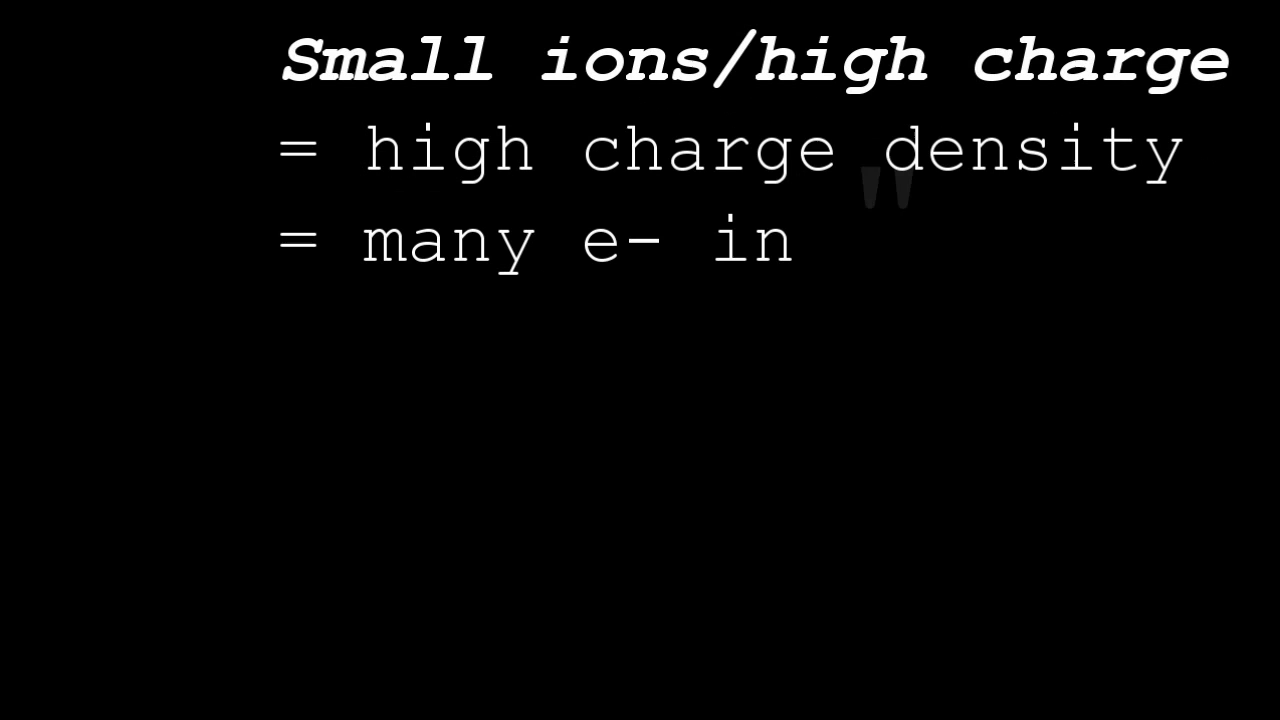 Small ions/high charge
= high charge density
= many e- in
"